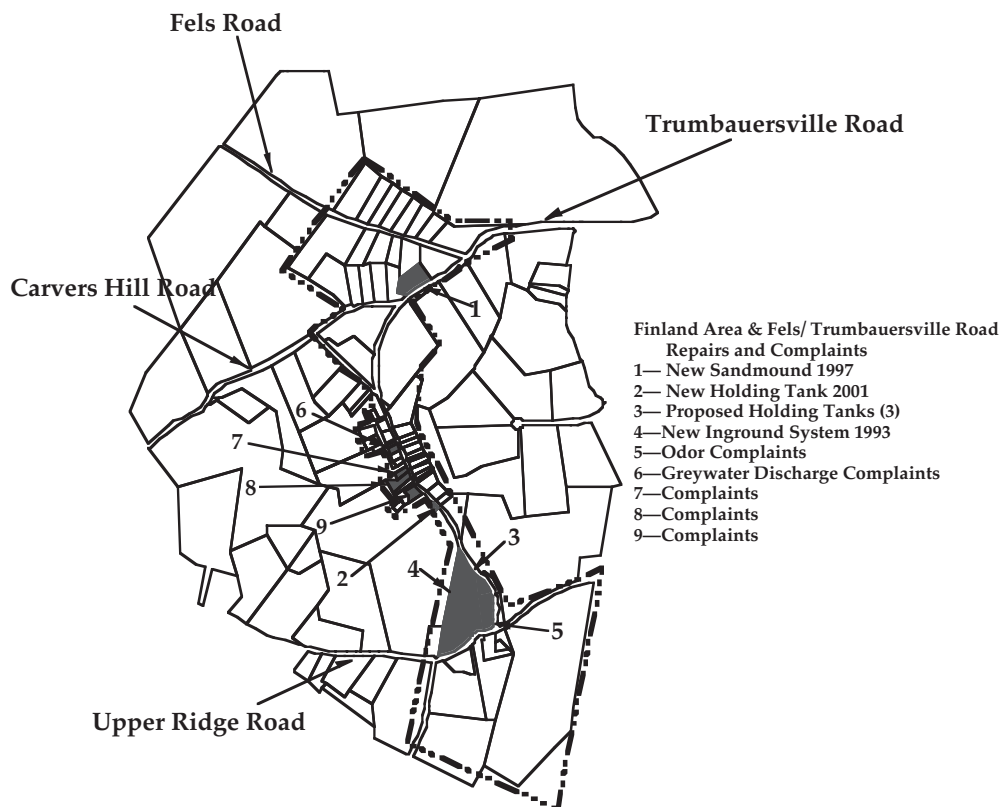 Fels Road
Trumbauersville Road
Carvers Hill Road
1
Finland Area & Fels/ Trumbauersville Road
Repairs and Complaints
1— New Sandmound 1997
2— New Holding Tank 2001
3— Proposed Holding Tanks (3)
4—New Inground System 1993
5—Odor Complaints
6—Greywater Discharge Complaints
7—Complaints
8—Complaints
9—Complaints
6
7
8
9
3
2
4
5
Upper Ridge Road